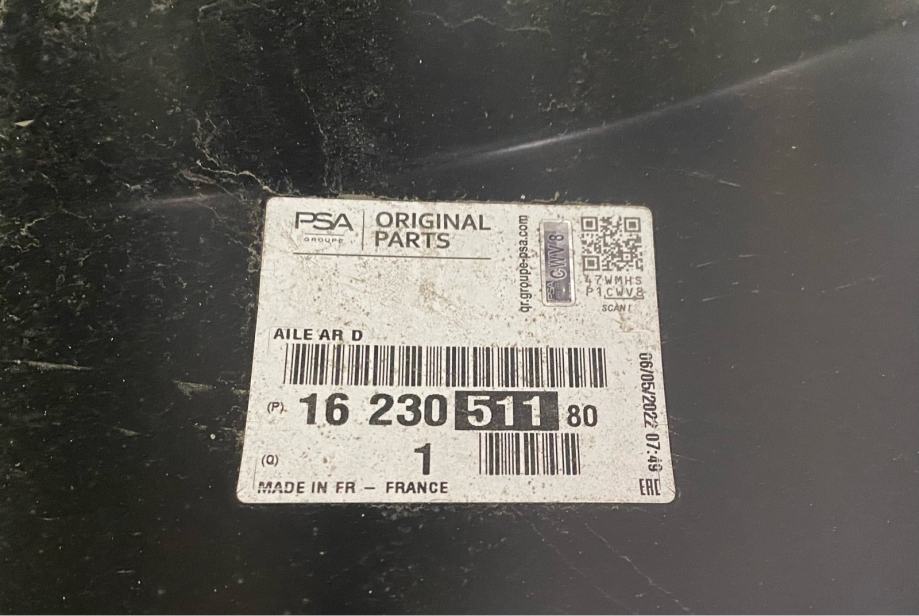 PSA
GROUPE
ORIGINAL
PARTS
qr.groupe-psa.com
PSA CWV8
47WMHS
P1CWV8
SCAN !
AILE AR D
(P) 16 230 511 80
(Q) 1
MADE IN FR – FRANCE
06/05/2022 07:49
EAC